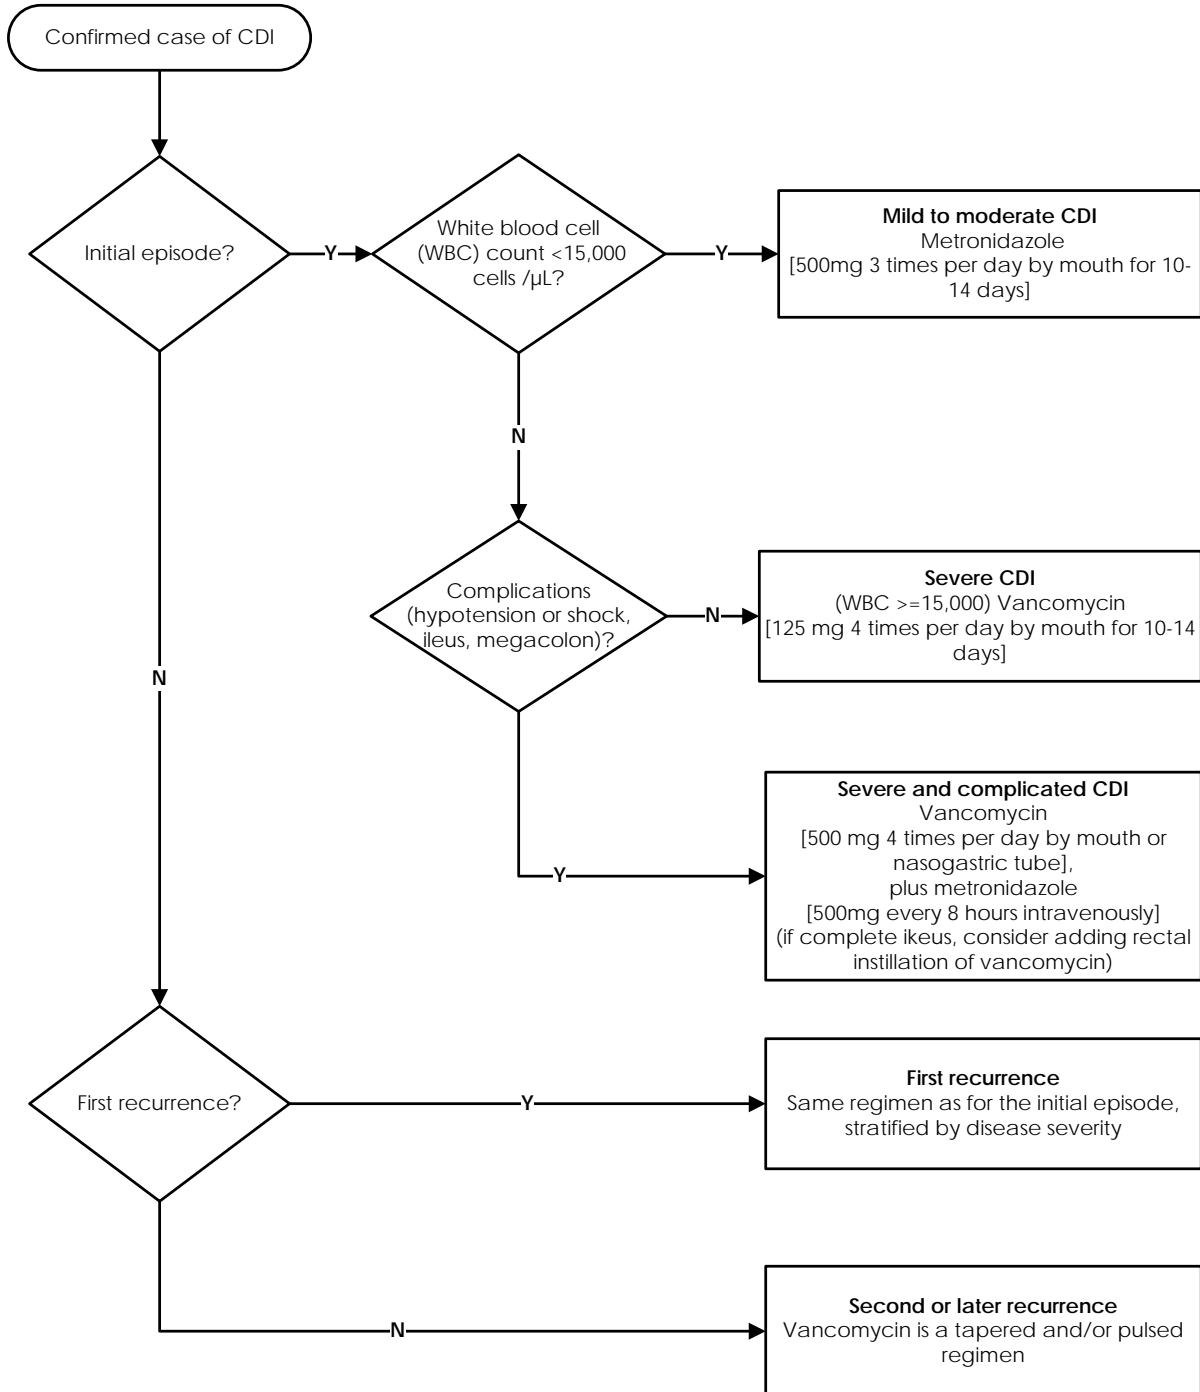 Confirmed case of CDI
Initial episode?
Y
White blood cell
(WBC) count <15,000
cells /µL?
Y
Mild to moderate CDI
Metronidazole
[500mg 3 times per day by mouth for 10-
14 days]
N
Complications
(hypotension or shock,
ileus, megacolon)?
N
Severe CDI
(WBC >=15,000) Vancomycin
[125 mg 4 times per day by mouth for 10-14
days]
N
Y
Severe and complicated CDI
Vancomycin
[500 mg 4 times per day by mouth or
nasogastric tube],
plus metronidazole
[500mg every 8 hours intravenously]
(if complete ikeus, consider adding rectal
instillation of vancomycin)
First recurrence?
Y
First recurrence
Same regimen as for the initial episode,
stratified by disease severity
N
Second or later recurrence
Vancomycin is a tapered and/or pulsed
regimen